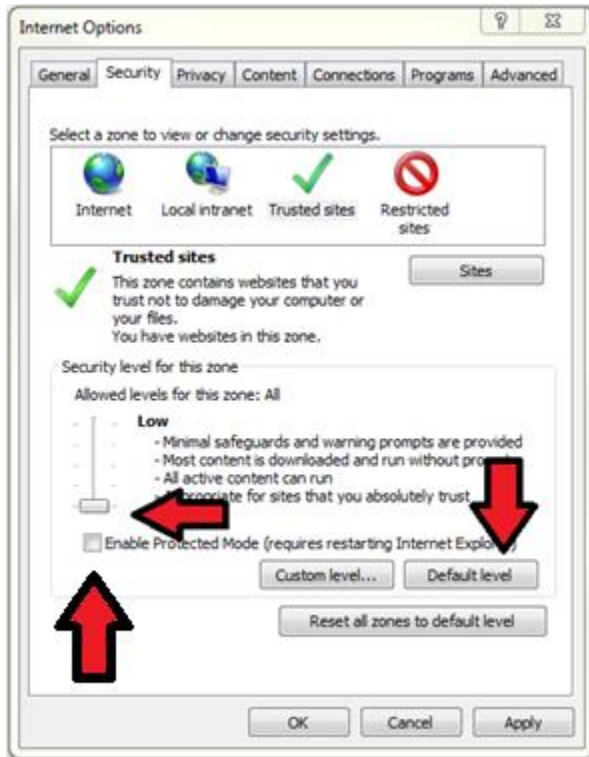 Internet Options
General Security Privacy Content Connections Programs Advanced
Select a zone to view or change security settings.
Internet Local intranet Trusted sites Restricted sites
Trusted sites
Sites
This zone contains websites that you
trust not to damage your computer or
your files.
You have websites in this zone.
Security level for this zone
Allowed levels for this zone: All
Low
- Minimal safeguards and warning prompts are provided
- Most content is downloaded and run without
- All active content can run
- for sites that you absolutely trust
Enable Protected Mode (requires restarting Internet
Custom level... Default level
Reset all zones to default level
OK Cancel Apply